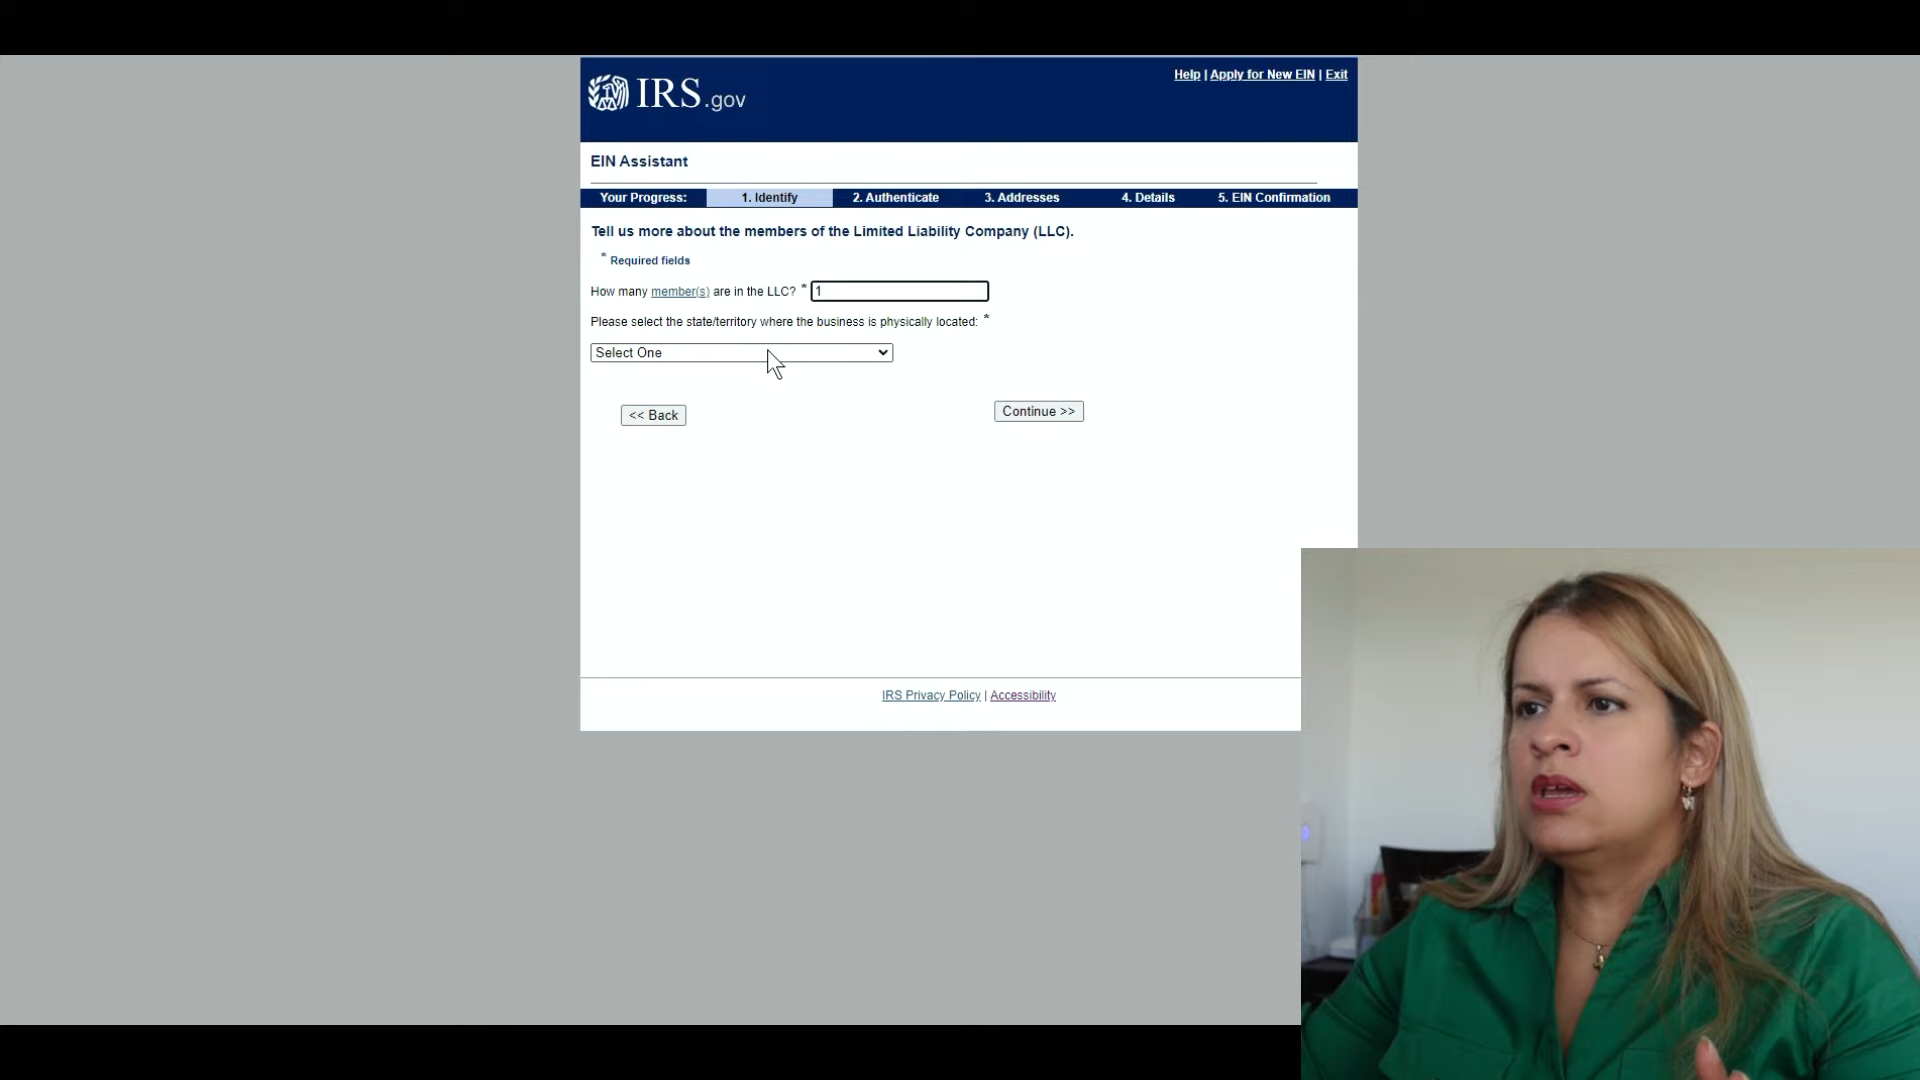 IRS.gov
Help | Apply for New EIN | Exit
EIN Assistant
Your Progress: 1. Identify 2. Authenticate 3. Addresses 4. Details 5. EIN Confirmation
Tell us more about the members of the Limited Liability Company (LLC).
* Required fields
How many member(s) are in the LLC? * 1
Please select the state/territory where the business is physically located: *
Select One
<< Back Continue >>
IRS Privacy Policy | Accessibility